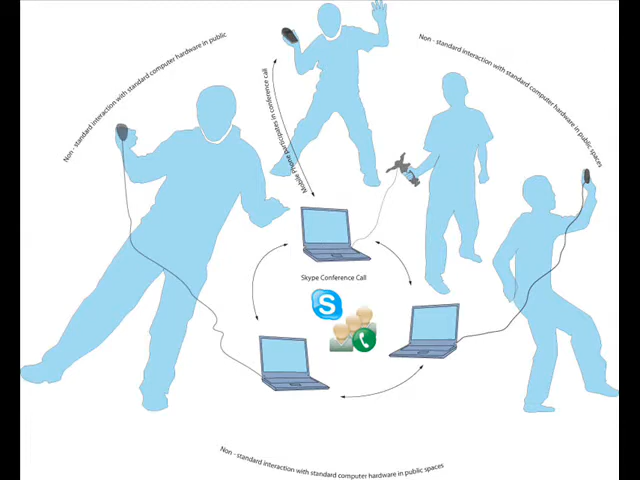 Non - standard interaction with standard computer hardware in public
Mobile Phone participates in conference call
Non - standard interaction with standard computer hardware in public spaces
Skype Conference Call
S
Non - standard interaction with standard computer hardware in public spaces